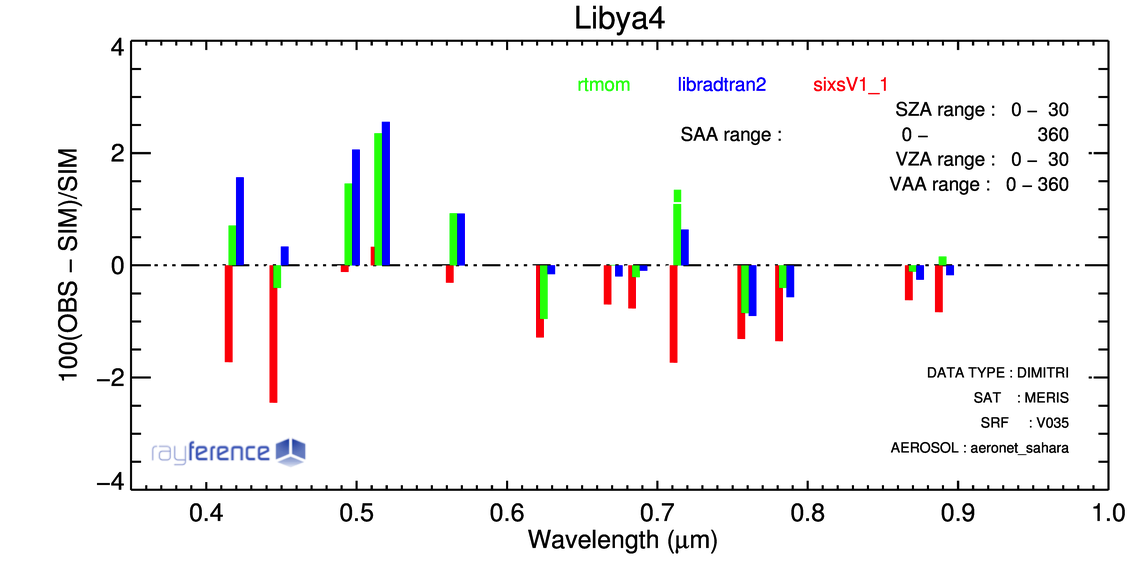 Libya4
4
2
0
−2
−4
100(OBS − SIM)/SIM
rtmom libradtran2 sixsV1_1
SZA range : 0 − 30
SAA range : 0 − 360
VZA range : 0 − 30
VAA range : 0 − 360
DATA TYPE : DIMITRI
SAT : MERIS
SRF : V035
AEROSOL : aeronet_sahara
rayference
0.4 0.5 0.6 0.7 0.8 0.9 1.0
Wavelength (μm)